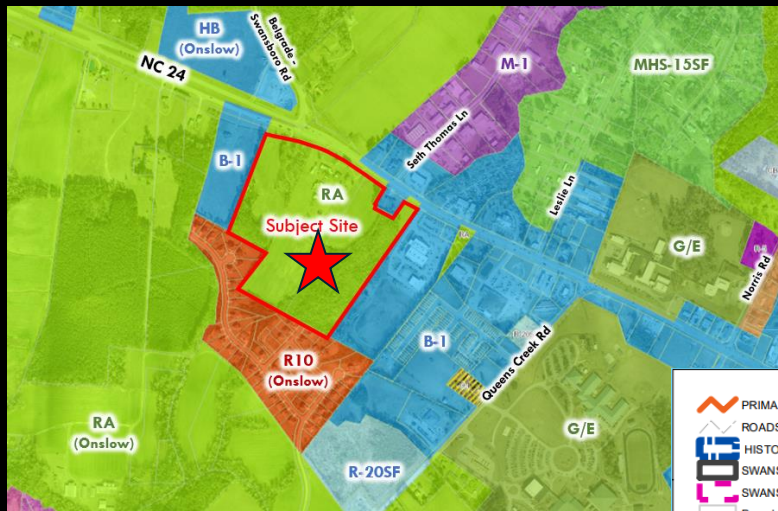 HB
(Onslow)
Belgrade -
Swansboro Rd
NC 24
M-1
MHS-15SF
Seth Thomas Ln
B-1
RA
Subject Site
Leslie Ln
G/E
Norris Rd
B-1
Queens Creek Rd
R10
(Onslow)
RA
(Onslow)
G/E
R-20SF
PRIMA
ROADS
HISTO
SWANS
SWANS